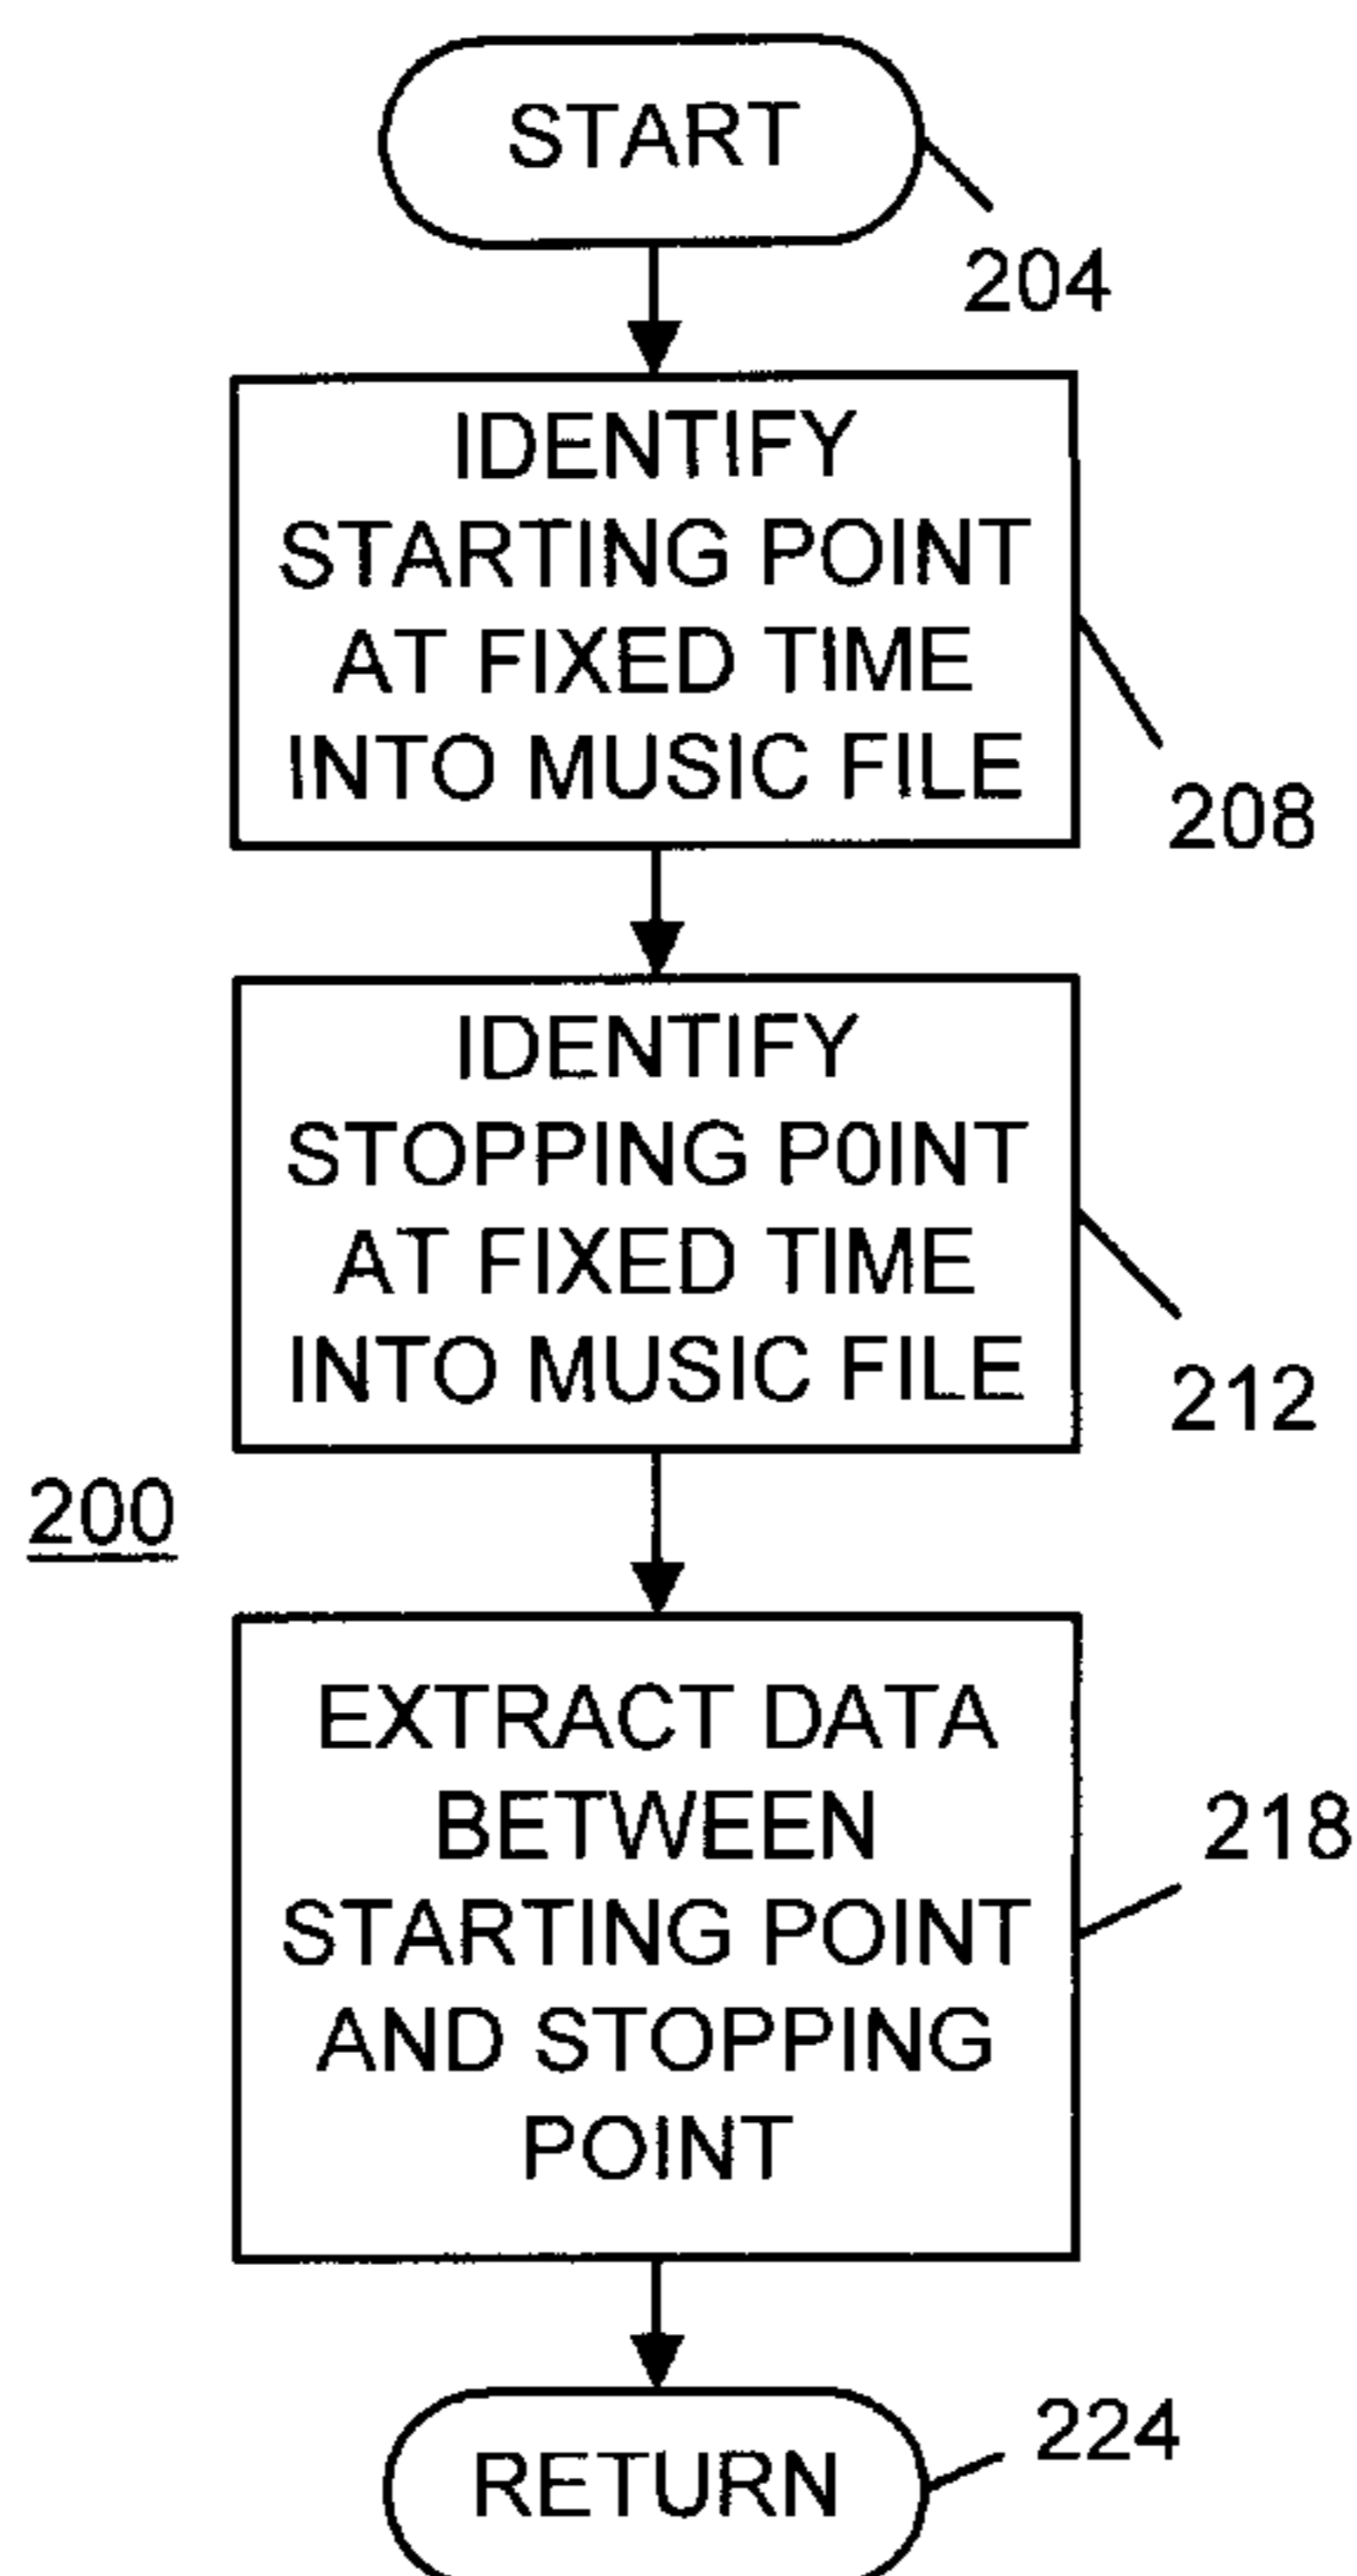 START
204
IDENTIFY
STARTING POINT
AT FIXED TIME
INTO MUSIC FILE
208
IDENTIFY
STOPPING P0INT
AT FIXED TIME
INTO MUSIC FILE
212
200
EXTRACT DATA
BETWEEN
STARTING POINT
AND STOPPING
POINT
218
RETURN
224